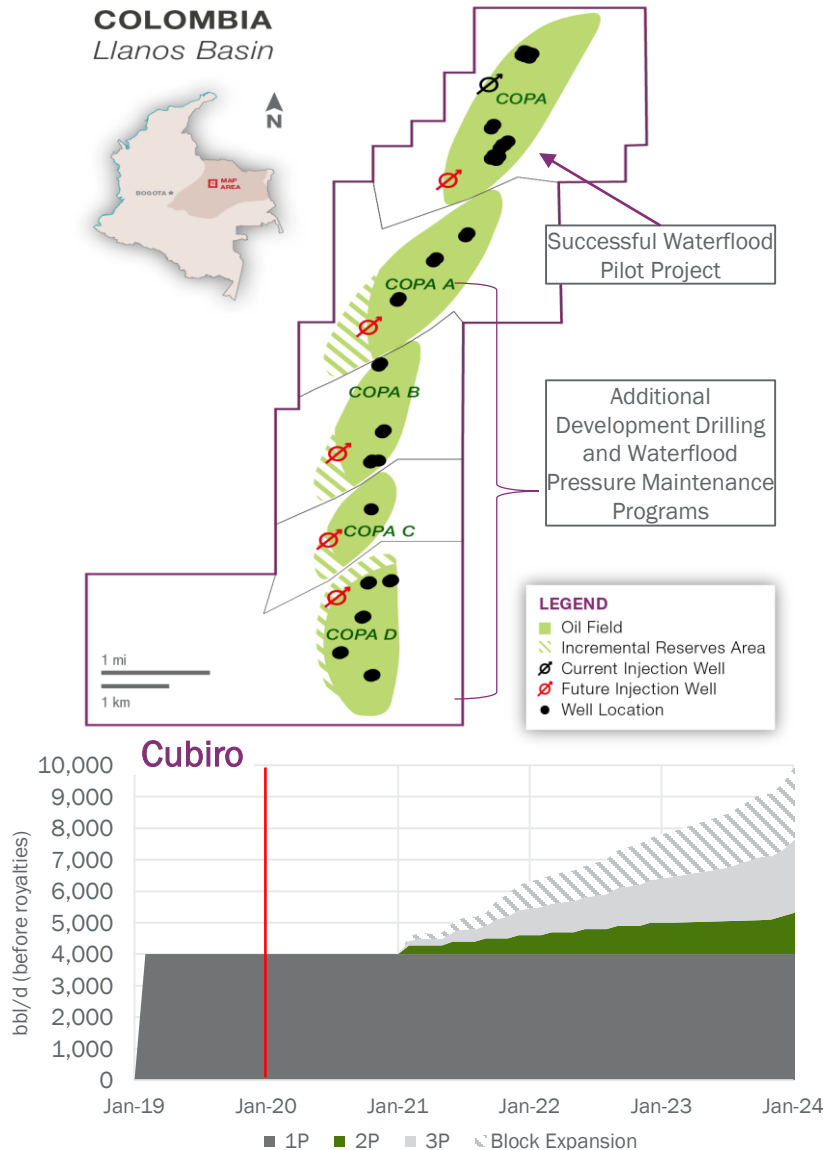 COLOMBIA
Llanos Basin
N
BOGOTA
MAP
AREA
COPA
Successful Waterflood
Pilot Project
COPA A
COPA B
Additional
Development Drilling
and Waterflood
Pressure Maintenance
Programs
COPA C
COPA D
1 mi
1 km
LEGEND
Oil Field
Incremental Reserves Area
Current Injection Well
Future Injection Well
Well Location
Cubiro
bbl/d (before royalties)
10,000
9,000
8,000
7,000
6,000
5,000
4,000
3,000
2,000
1,000
0
Jan-19 Jan-20 Jan-21 Jan-22 Jan-23 Jan-24
1P 2P 3P Block Expansion